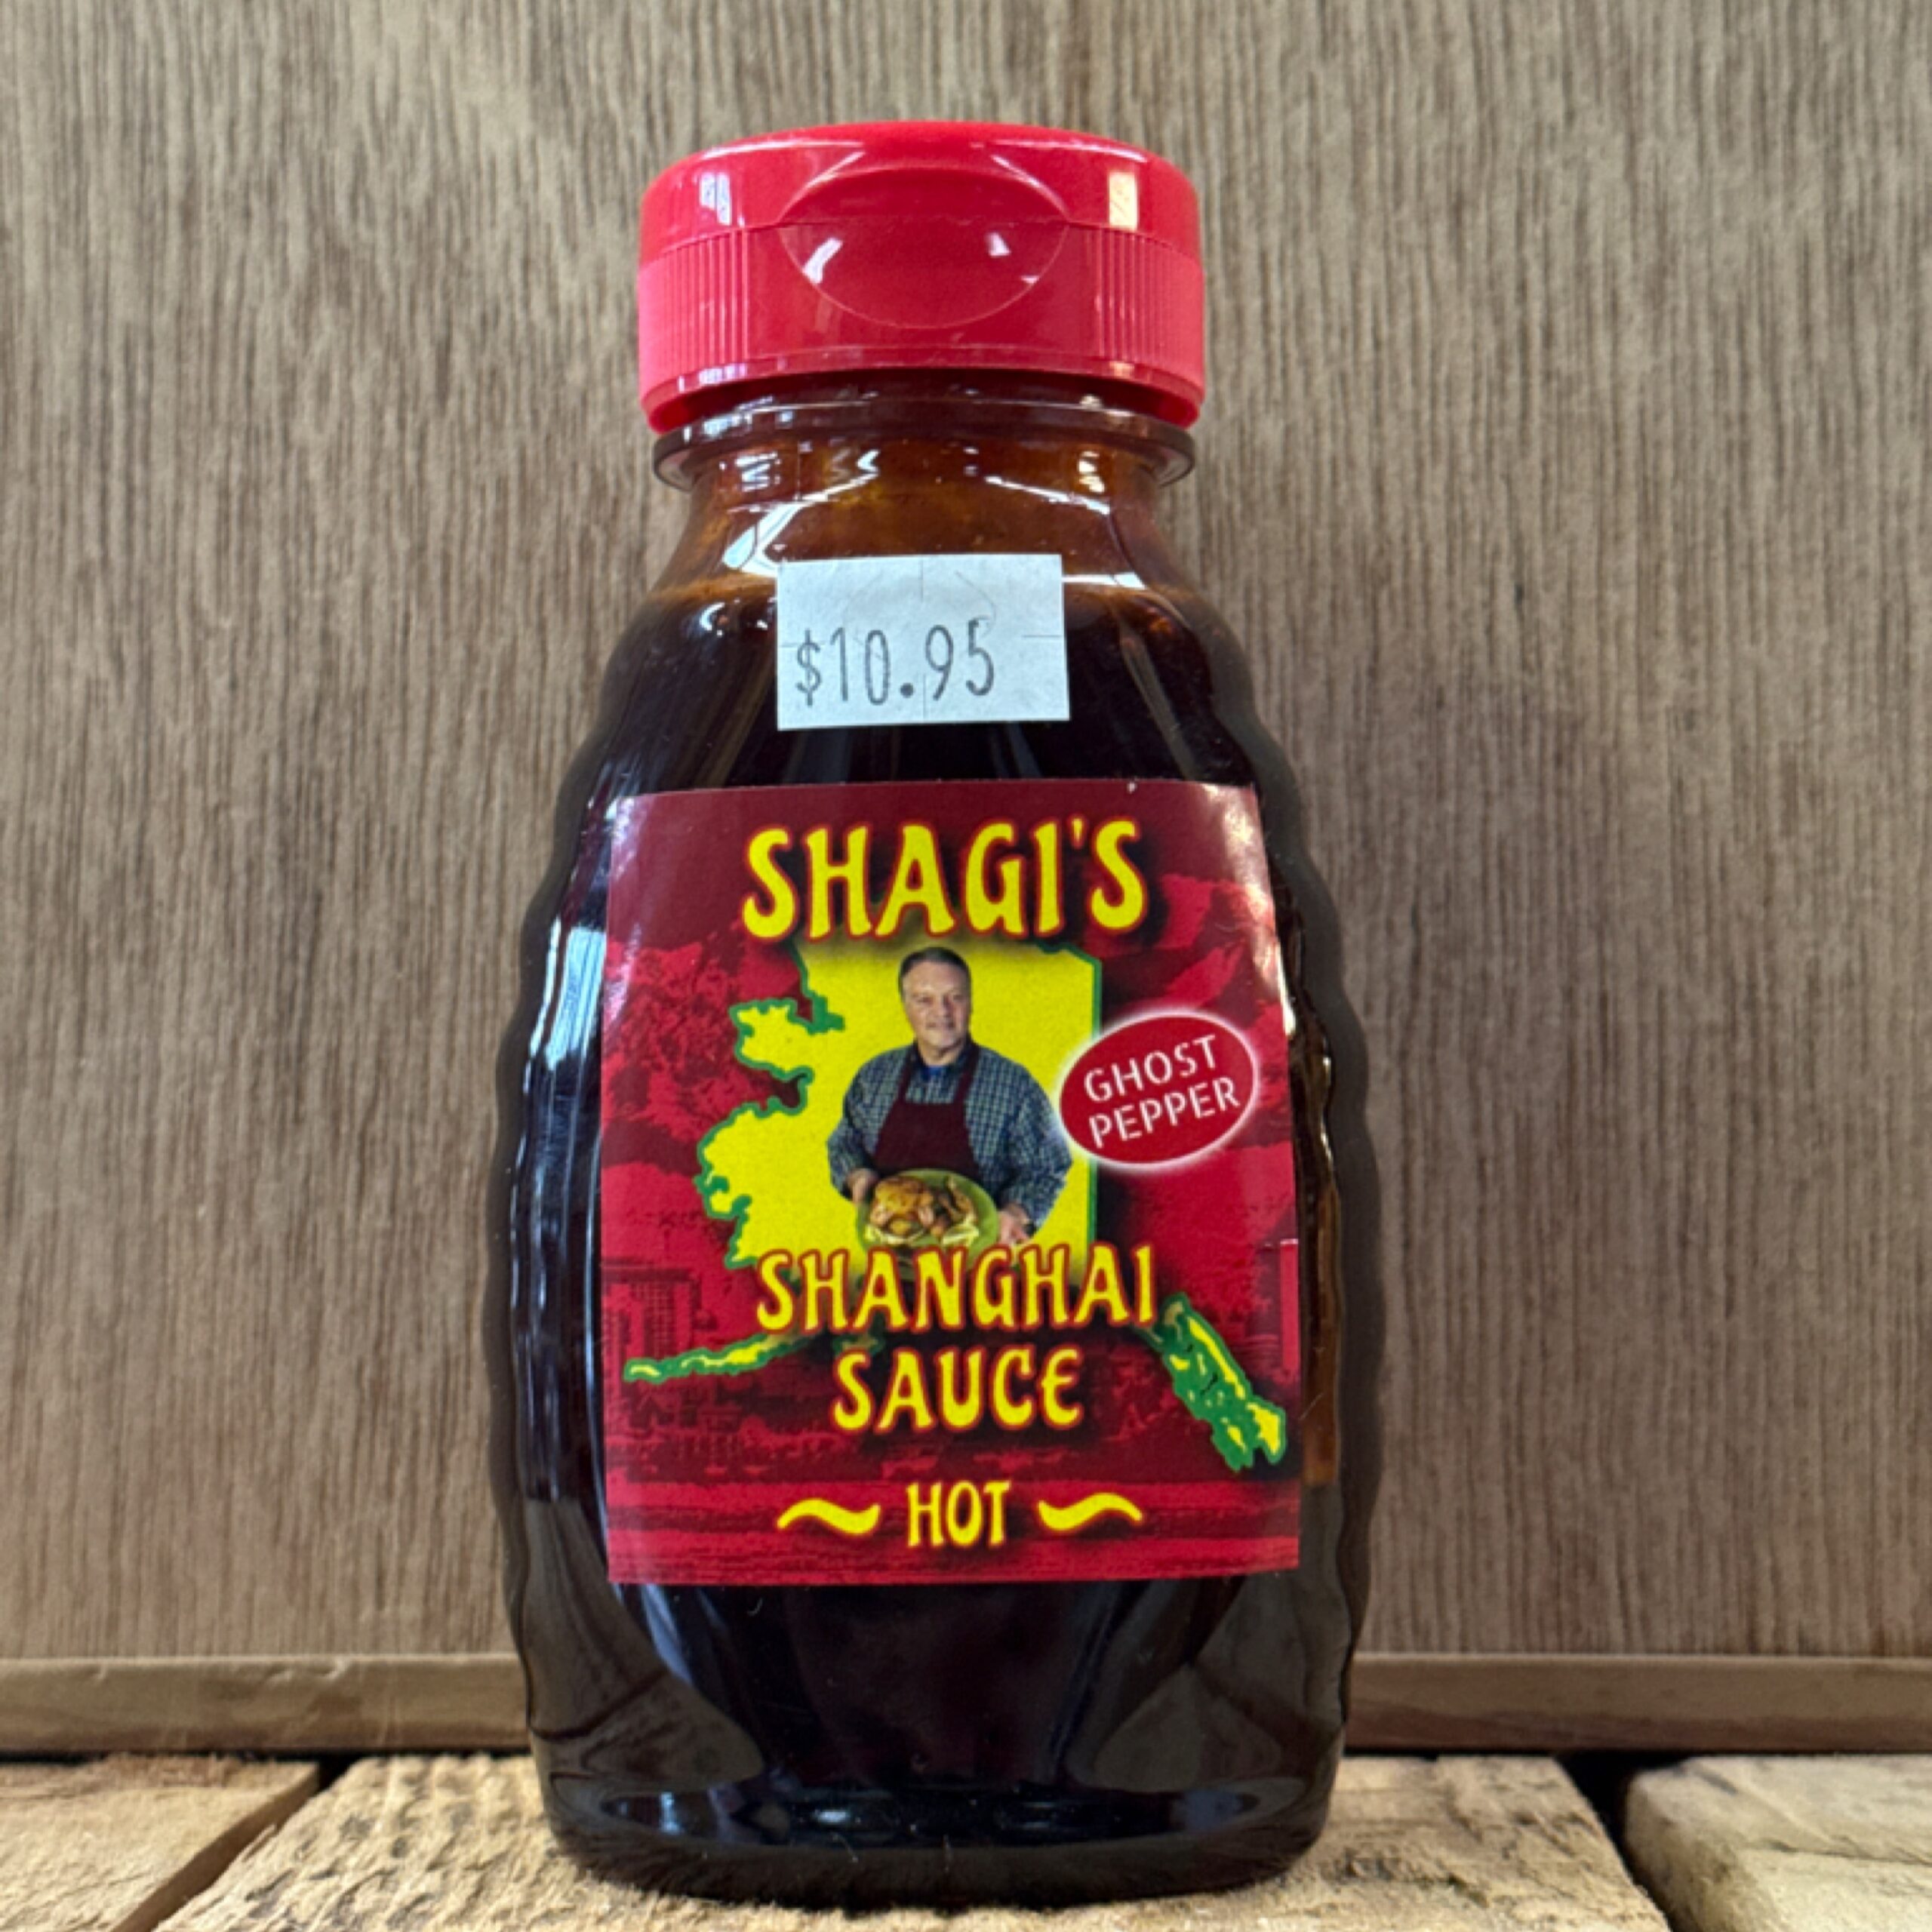 $10.95
SHAGI'S
GHOST
PEPPER
SHANGHAI
SAUCE
HOT